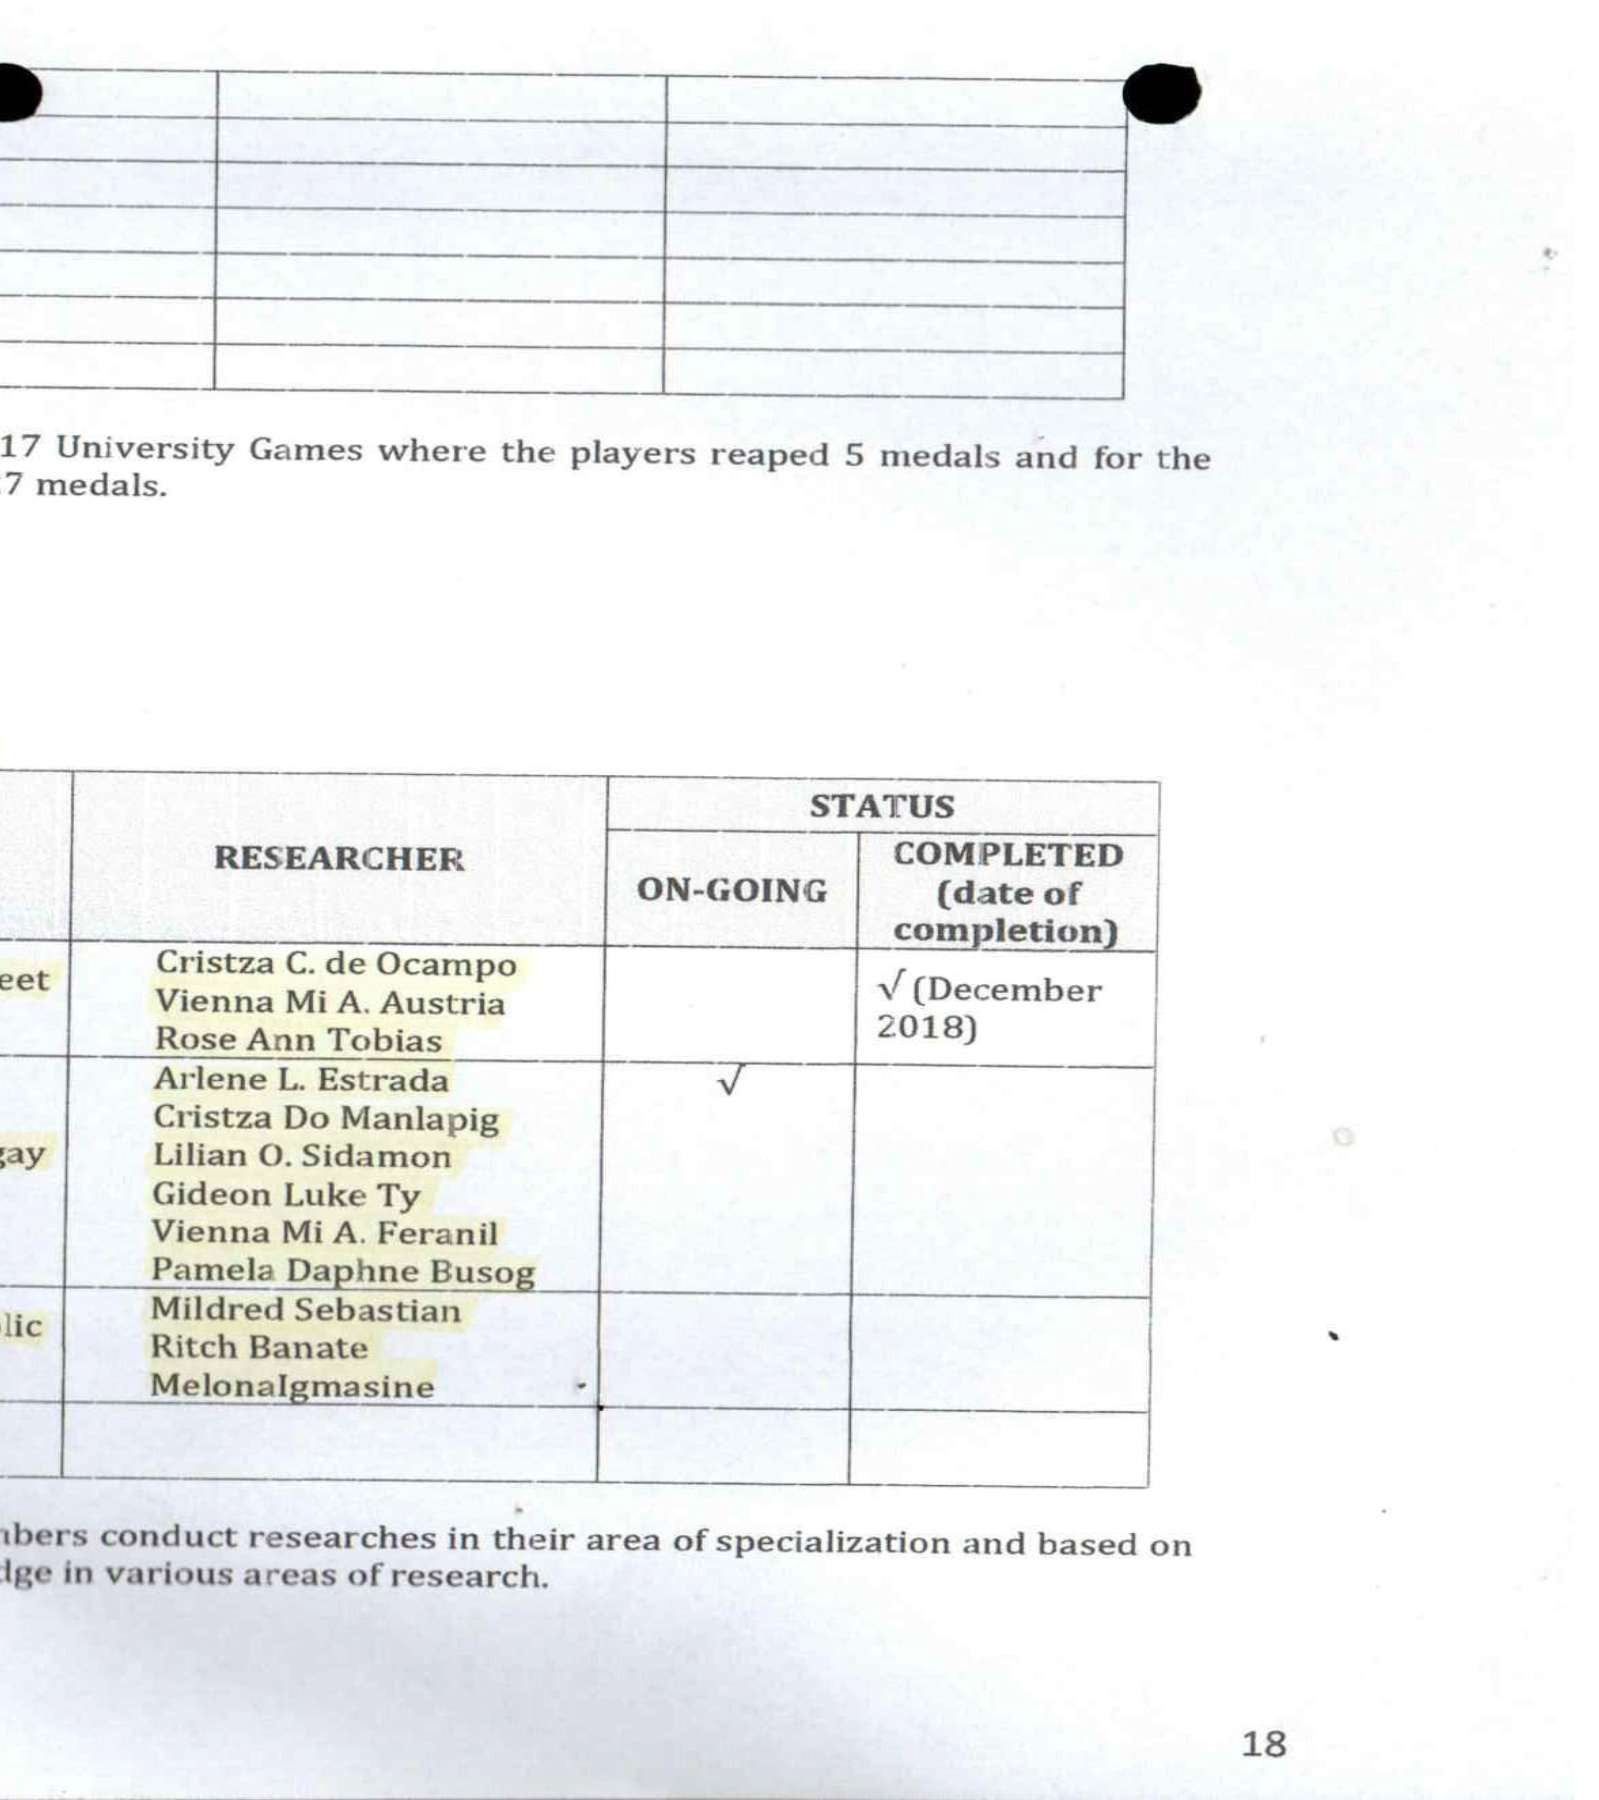 17 University Games where the players reaped 5 medals and for the
7 medals.
STATUS
RESEARCHER
ON-GOING
COMPLETED
(date of
completion)
eet
Cristza C. de Ocampo
Vienna Mi A. Austria
Rose Ann Tobias
√ (December
2018)
Arlene L. Estrada
√
Cristza Do Manlapig
gay
Lilian O. Sidamon
Gideon Luke Ty
Vienna Mi A. Feranil
Pamela Daphne Busog
lic
Mildred Sebastian
Ritch Banate
MelonaIgmasine
bers conduct researches in their area of specialization and based on
dge in various areas of research.
18